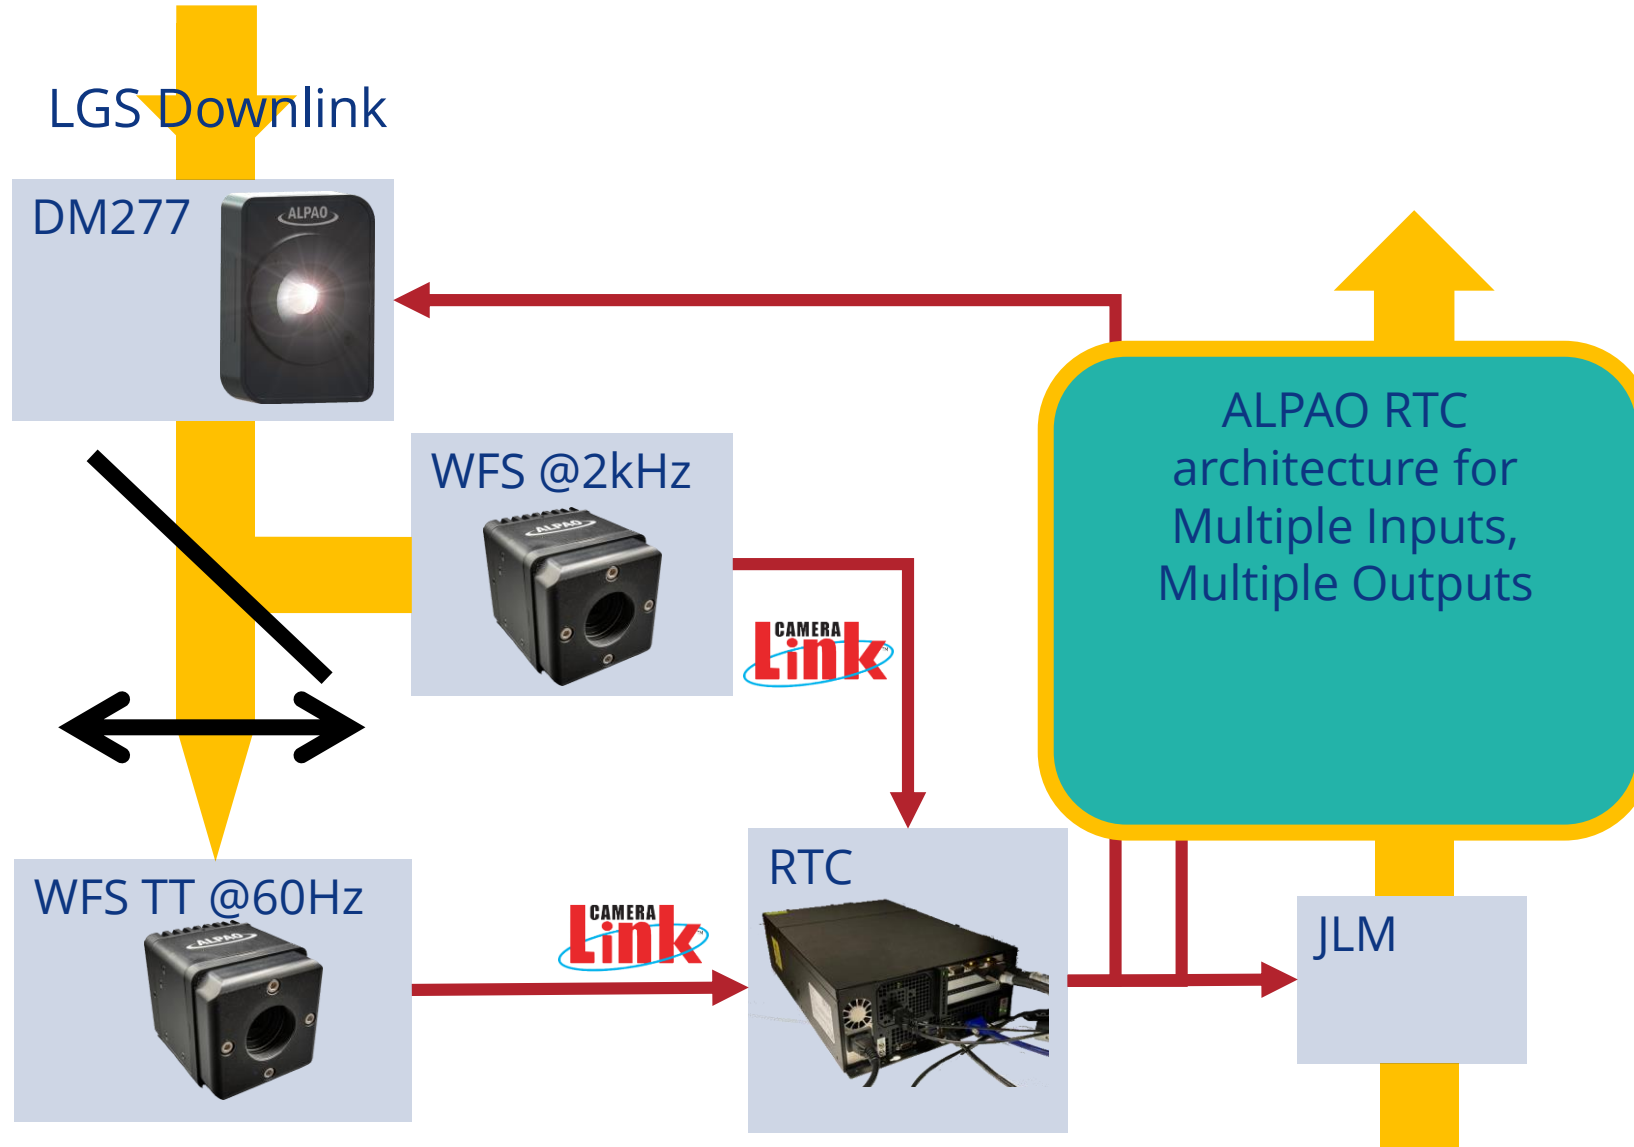 LGS Downlink
DM277
ALPAO
WFS @2kHz
ALPAO
CAMERA
Link
ALPAO RTC
architecture for
Multiple Inputs,
Multiple Outputs
WFS TT @60Hz
ALPAO
CAMERA
Link
RTC
JLM